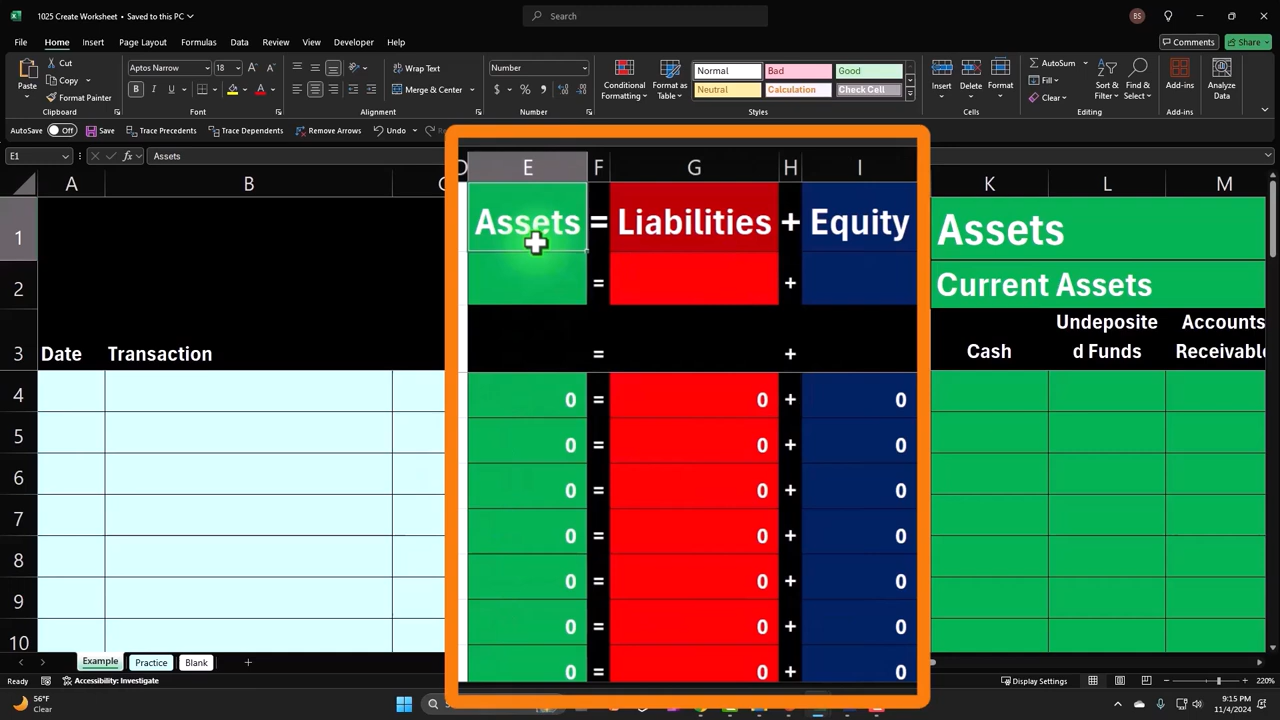 1025 Create Worksheet • Saved to this PC
Search
BS
File Home Insert Page Layout Formulas Data Review View Developer Help
Comments Share
Cut
Copy
Format Painter
Paste
Clipboard
Aptos Narrow 18
B I U
Font
Wrap Text
Merge & Center
Alignment
Number
$ % 9
Number
Conditional Formatting
Format as Table
Normal Bad Good
Neutral Calculation Check Cell
Styles
Insert Delete Format
Cells
AutoSum
Fill
Clear
Sort & Filter
Find & Select
Editing
Add-ins
Add-ins
Analyze Data
AutoSave Off Save Trace Precedents Trace Dependents Remove Arrows Undo
E1 fx Assets
A B K L M
D E F G H I
1 Assets = Liabilities + Equity Assets
2 = + Current Assets
3 Date Transaction = + Cash Undeposite d Funds Accounts
4 0 = 0 + 0
5 0 = 0 + 0
6 0 = 0 + 0
7 0 = 0 + 0
8 0 = 0 + 0
9 0 = 0 + 0
10 0 = 0 + 0
Example Practice Blank +
Ready Accessibility: Investigate Display Settings 220%
56°F
Clear
9:15 PM
11/4/2024